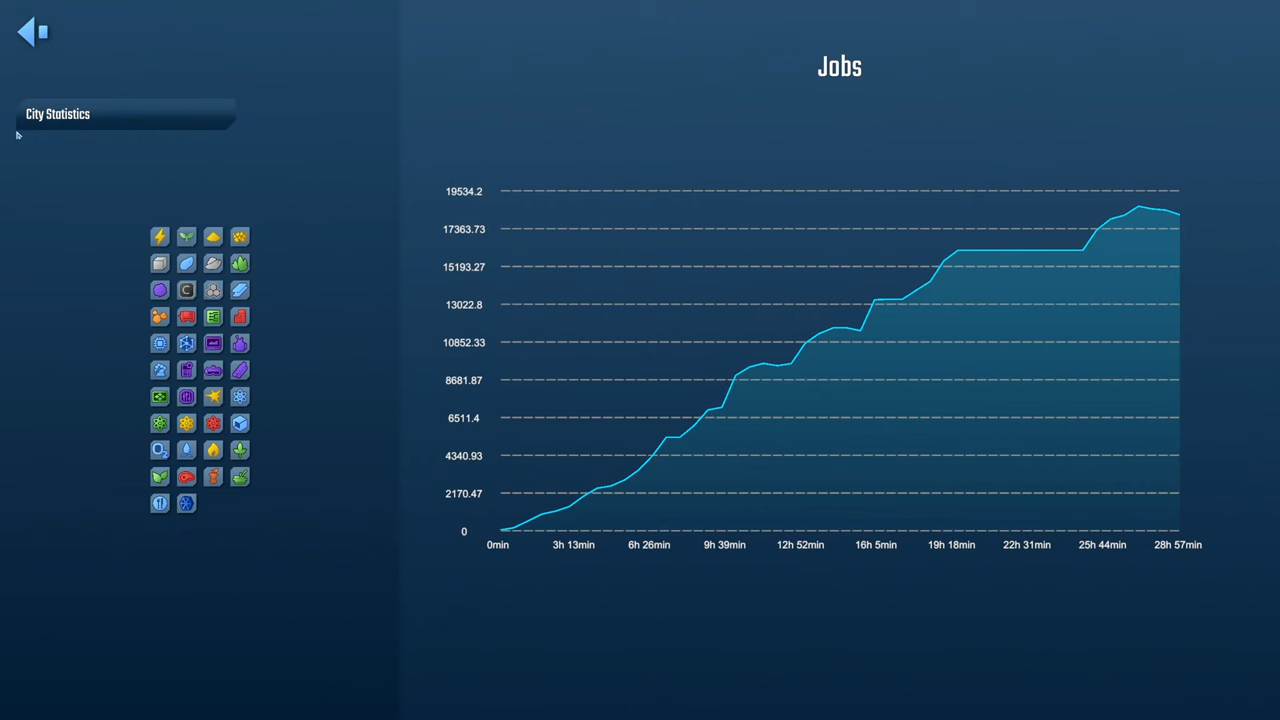 Jobs
City Statistics
19534.2
17363.73
15193.27
13022.8
10852.33
8681.87
6511.4
4340.93
2170.47
0
0min 3h 13min 6h 26min 9h 39min 12h 52min 16h 5min 19h 18min 22h 31min 25h 44min 28h 57min
C
O2